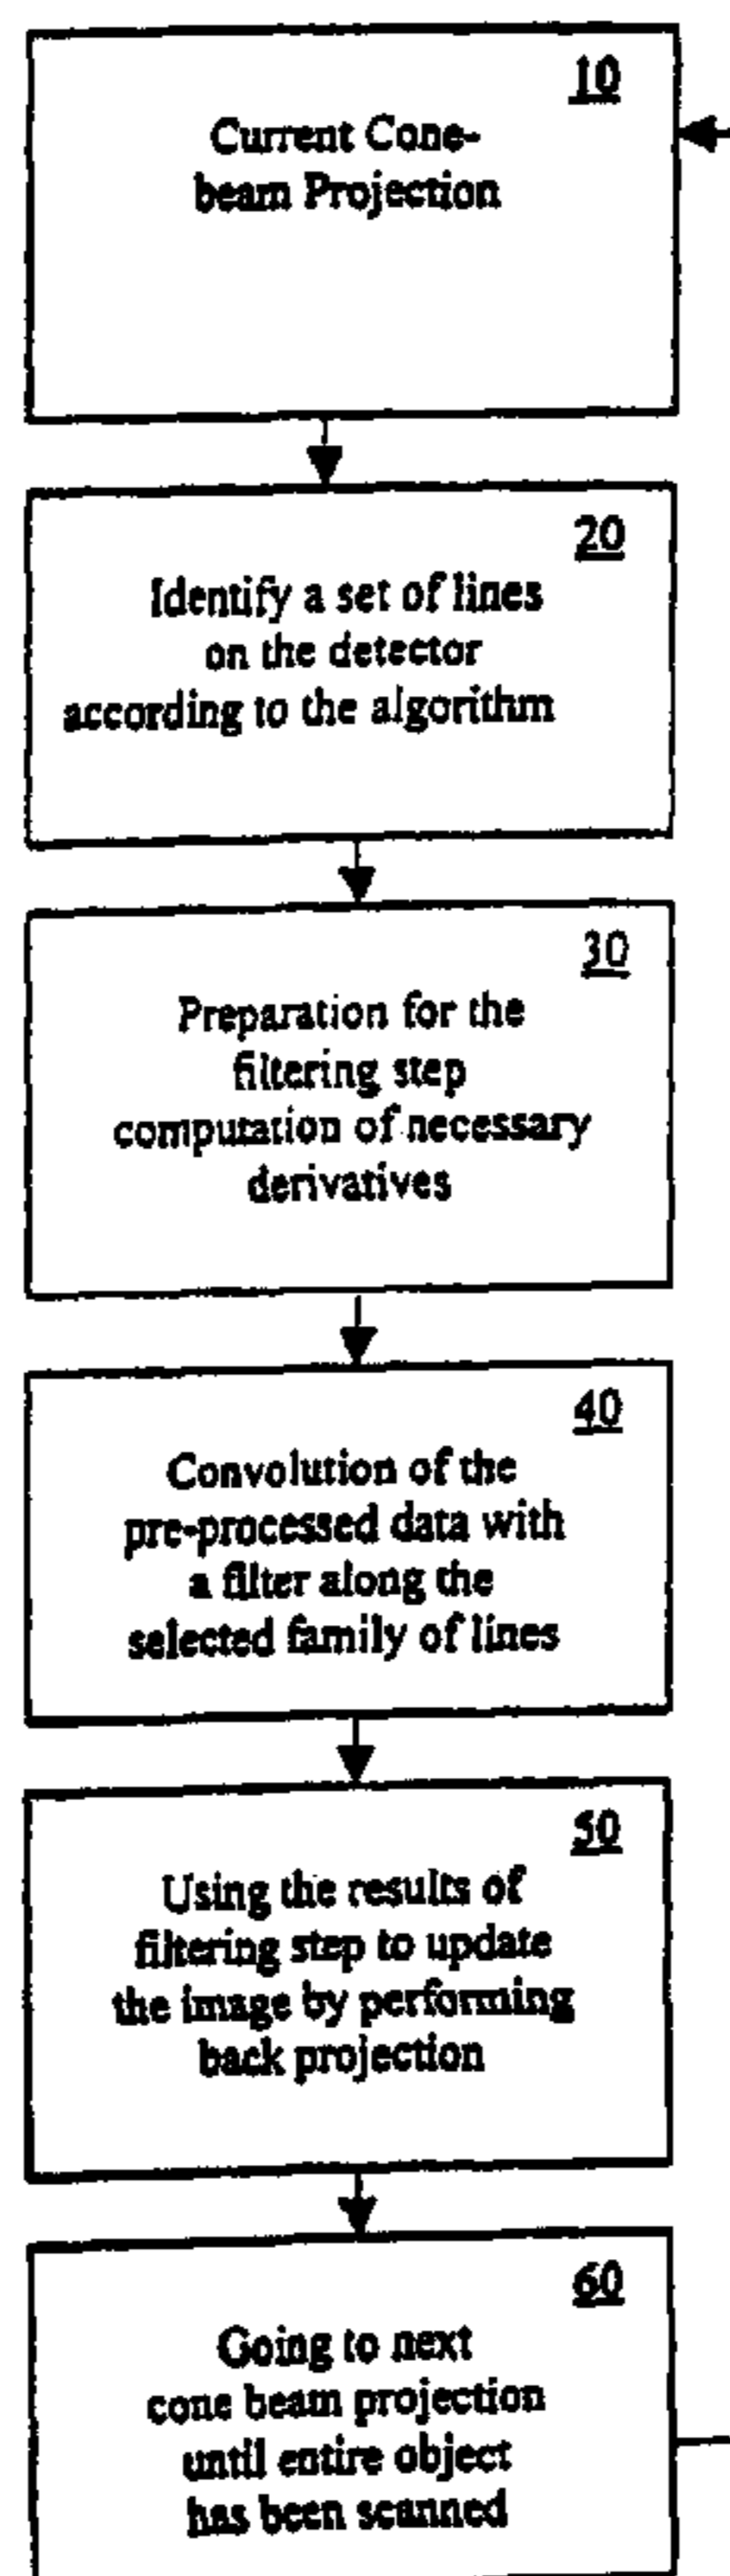 10
Current Cone-
beam Projection
20
Identify a set of lines
on the detector
according to the algorithm
30
Preparation for the
filtering step
computation of necessary
derivatives
40
Convolution of the
pre-processed data with
a filter along the
selected family of lines
50
Using the results of
filtering step to update
the image by performing
back projection
60
Going to next
cone beam projection
until entire object
has been scanned